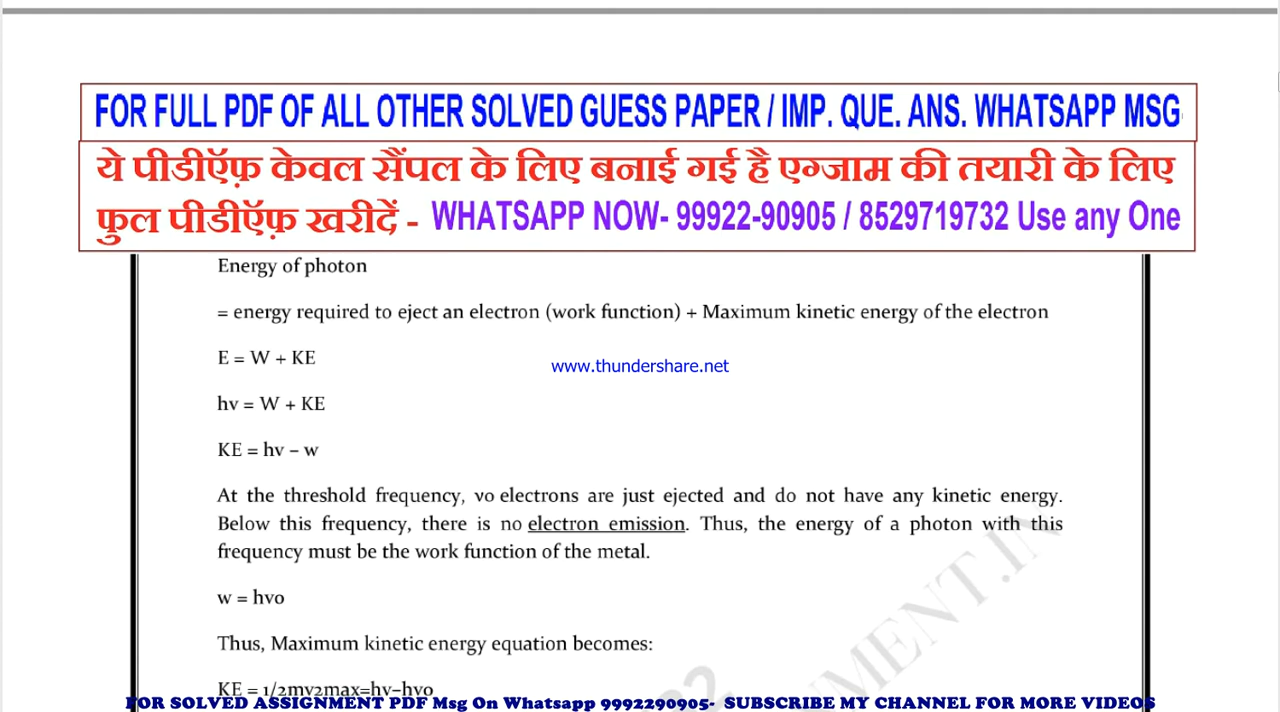 FOR FULL PDF OF ALL OTHER SOLVED GUESS PAPER / IMP. QUE. ANS. WHATSAPP MSG
ये पीडीऍफ़ केवल सैंपल के लिए बनाई गई है एग्जाम की तयारी के लिए
फुल पीडीऍफ़ खरीदें - WHATSAPP NOW- 99922-90905 / 8529719732 Use any One
Energy of photon
= energy required to eject an electron (work function) + Maximum kinetic energy of the electron
E = W + KE
www.thundershare.net
hv = W + KE
KE = hv – w
At the threshold frequency, νo electrons are just ejected and do not have any kinetic energy.
Below this frequency, there is no electron emission. Thus, the energy of a photon with this
frequency must be the work function of the metal.
w = hvo
Thus, Maximum kinetic energy equation becomes:
KE = 1/2mv2max=hv–hvo
FOR SOLVED ASSIGNMENT PDF Msg On Whatsapp 9992290905- SUBSCRIBE MY CHANNEL FOR MORE VIDEOS